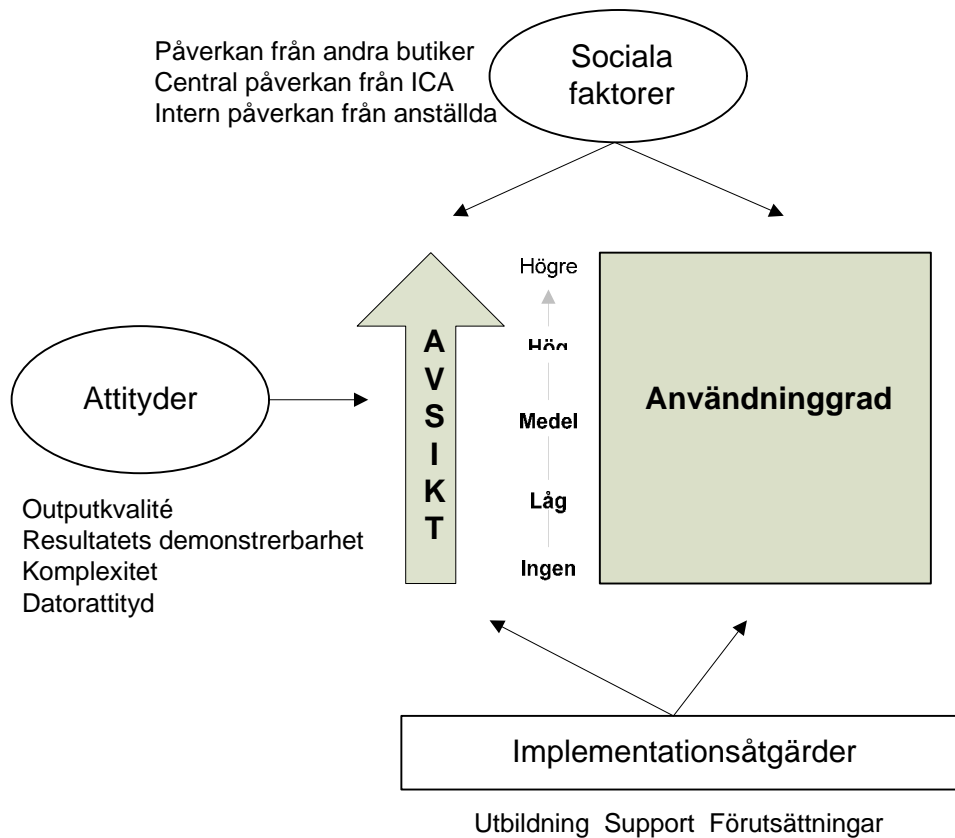 Påverkan från andra butiker
Central påverkan från ICA
Intern påverkan från anställda
Sociala
faktorer
Attityder
Outputkvalité
Resultatets demonstrerbarhet
Komplexitet
Datorattityd
A
V
S
I
K
T
Högre
Hög
Medel
Låg
Ingen
Användninggrad
Implementationsåtgärder
Utbildning Support Förutsättningar